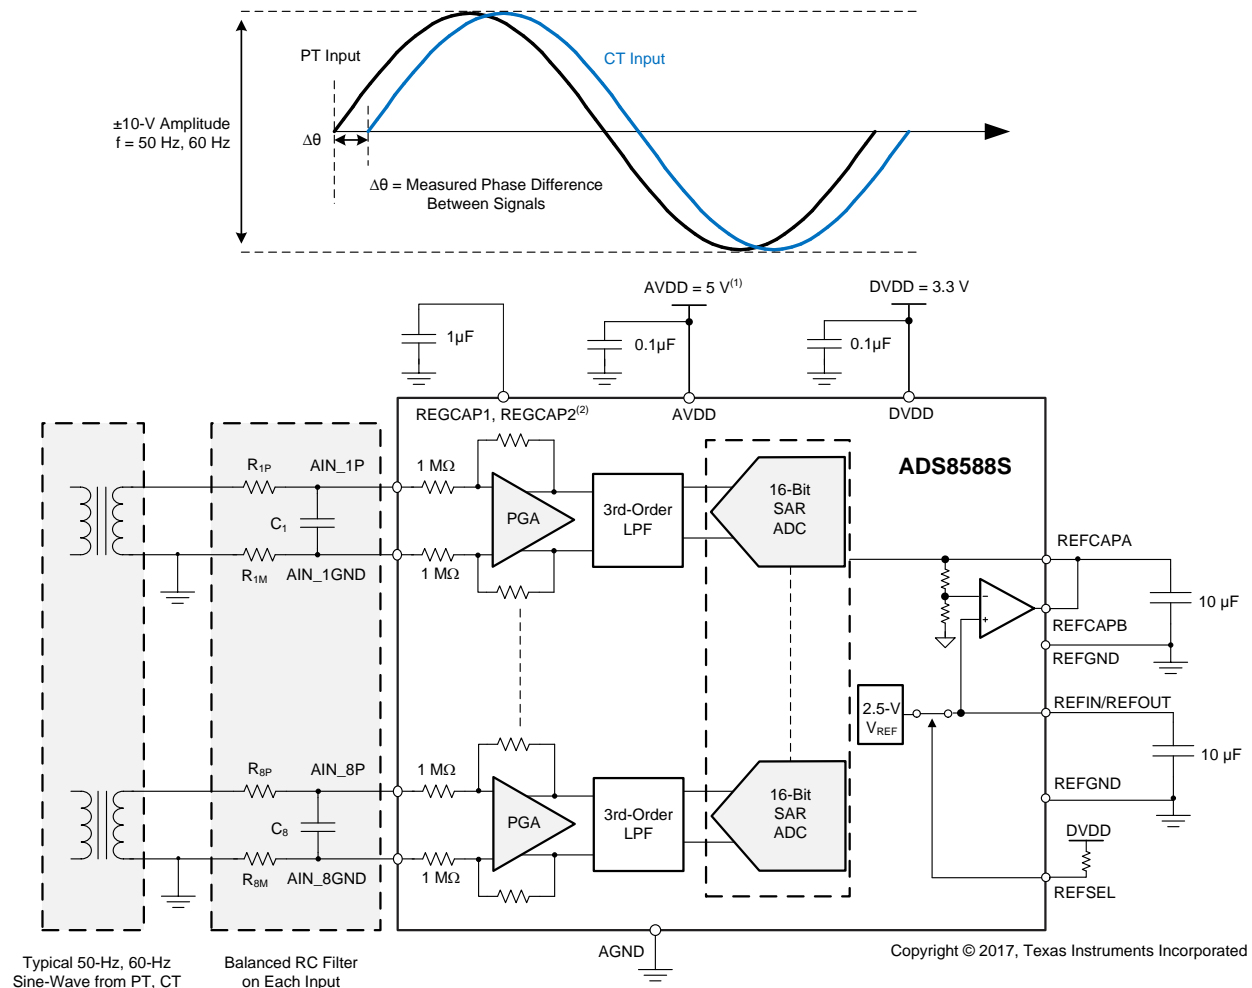 PT Input
CT Input
±10-V Amplitude
f = 50 Hz, 60 Hz
Δθ
Δθ = Measured Phase Difference
Between Signals
AVDD = 5 V(1)
DVDD = 3.3 V
1µF
0.1µF
0.1µF
REGCAP1, REGCAP2(2)
AVDD
DVDD
ADS8588S
R1P
AIN_1P
1 MΩ
C1
PGA
3rd-Order
LPF
16-Bit
SAR
ADC
R1M
AIN_1GND
1 MΩ
REFCAPA
10 µF
REFCAPB
REFGND
2.5-V
VREF
REFIN/REFOUT
10 µF
REFGND
R8P
AIN_8P
1 MΩ
C8
PGA
3rd-Order
LPF
16-Bit
SAR
ADC
R8M
AIN_8GND
1 MΩ
DVDD
REFSEL
AGND
Copyright © 2017, Texas Instruments Incorporated
Typical 50-Hz, 60-Hz
Sine-Wave from PT, CT
Balanced RC Filter
on Each Input